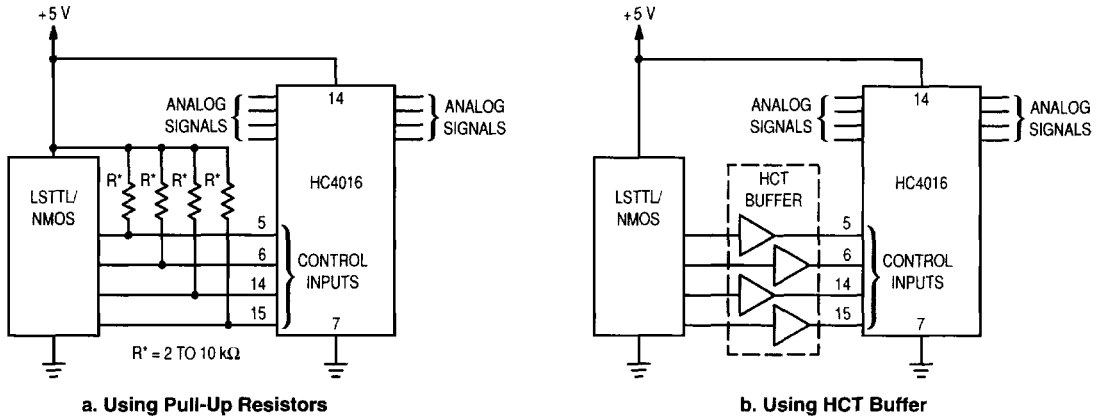 +5 V
ANALOG
SIGNALS
14
ANALOG
SIGNALS
R* R* R* R*
HC4016
LSTTL/
NMOS
5
6
14
15
CONTROL
INPUTS
7
R* = 2 TO 10 kΩ
a. Using Pull-Up Resistors
+5 V
ANALOG
SIGNALS
14
ANALOG
SIGNALS
HC4016
LSTTL/
NMOS
HCT
BUFFER
5
6
14
15
CONTROL
INPUTS
7
b. Using HCT Buffer